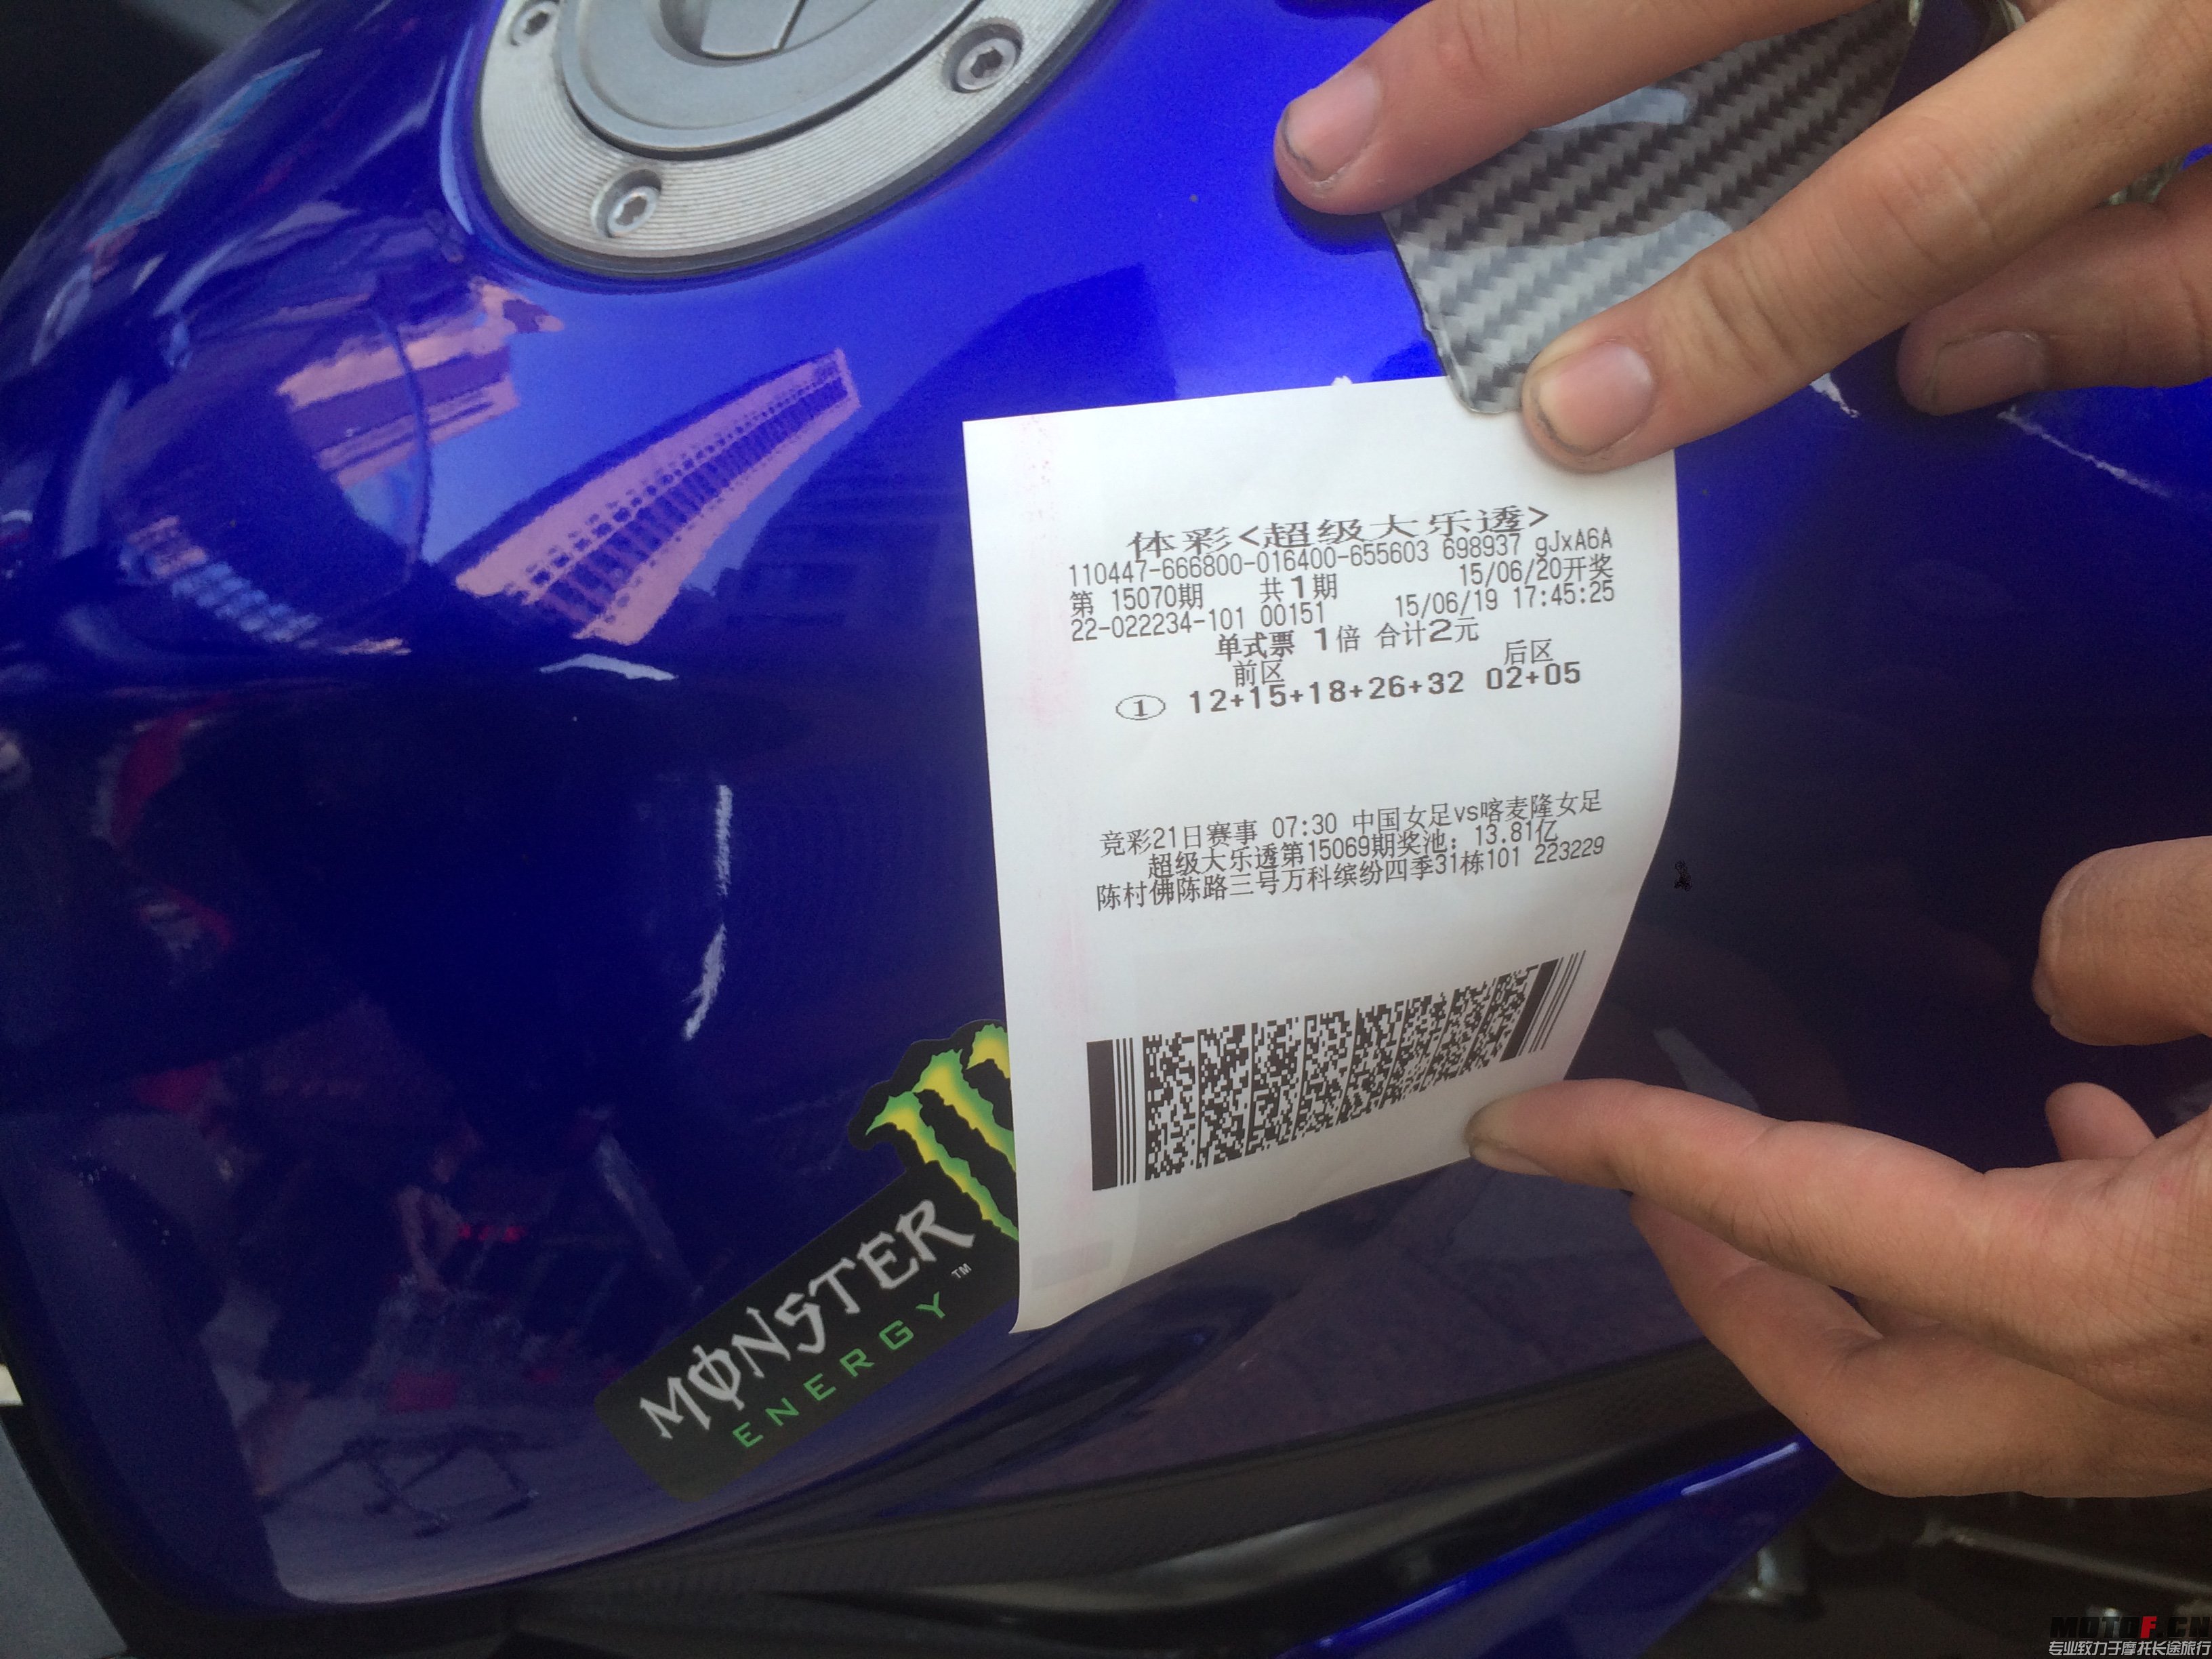 体彩<超级大乐透>
110447-666800-016400-655603 698937 gJxA6A
第 15070期 共1期 15/06/20开奖
22-022234-101 00151 15/06/19 17:45:25
单式票 1倍 合计2元
前区 后区
① 12+15+18+26+32 02+05
竞彩21日赛事 07:30 中国女足vs喀麦隆女足
超级大乐透第15069期奖池：13.81亿
陈村佛陈路三号万科缤纷四季31栋101 223229
MONSTER TM
ENERGY
MOTOF.CN
专业致力于摩托长途旅行